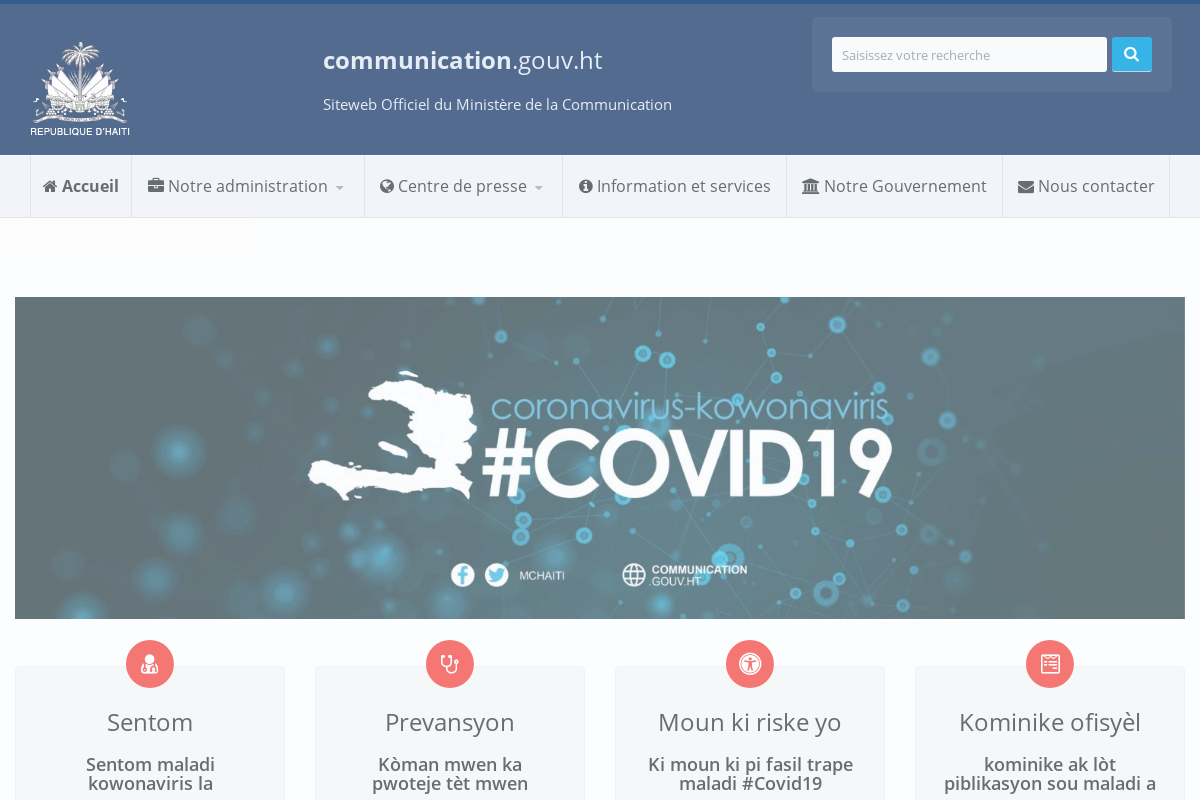 REPUBLIQUE D'HAITI
communication.gouv.ht
Siteweb Officiel du Ministère de la Communication
Saisissez votre recherche
Accueil
Notre administration
Centre de presse
Information et services
Notre Gouvernement
Nous contacter
coronavirus-kowonaviris
#COVID19
MCHAITI
COMMUNICATION
.GOUV.HT
Sentom
Sentom maladi
kowonaviris la
Prevansyon
Kòman mwen ka
pwoteje tèt mwen
Moun ki riske yo
Ki moun ki pi fasil trape
maladi #Covid19
Kominike ofisyèl
kominike ak lòt
piblikasyon sou maladi a